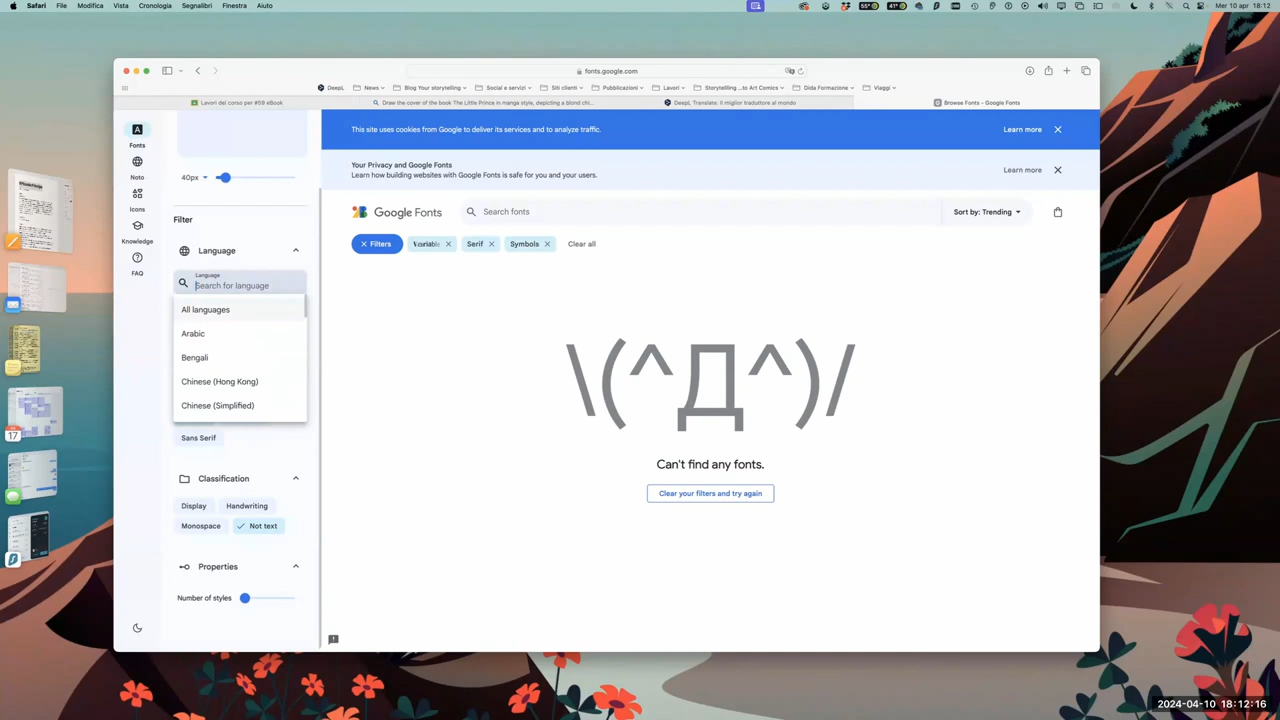 Safari File Modifica Vista Cronologia Segnalibri Finestra Aiuto
55° 41° Mer 10 apr 18:12
fonts.google.com
DeepL News Blog Your storytelling Social e servizi Siti clienti Pubblicazioni Lavori Storytelling ...to Art Comics Dida Formazione Viaggi
Lavori del corso per #59 eBook
Draw the cover of the book The Little Prince in manga style, depicting a blond chi...
DeepL Translate: Il miglior traduttore al mondo
Browse Fonts - Google Fonts
A
Fonts
Noto
Icons
Knowledge
FAQ
40px
Filter
Language
Language
Search for language
All languages
Arabic
Bengali
Chinese (Hong Kong)
Chinese (Simplified)
Sans Serif
Classification
Display Handwriting
Monospace Not text
Properties
Number of styles
This site uses cookies from Google to deliver its services and to analyze traffic.
Learn more
Your Privacy and Google Fonts
Learn how building websites with Google Fonts is safe for you and your users.
Learn more
Google Fonts
Search fonts
Sort by: Trending
Filters Variable Serif Symbols Clear all
\(^Д^)/
Can't find any fonts.
Clear your filters and try again
17
2024-04-10 18:12:16